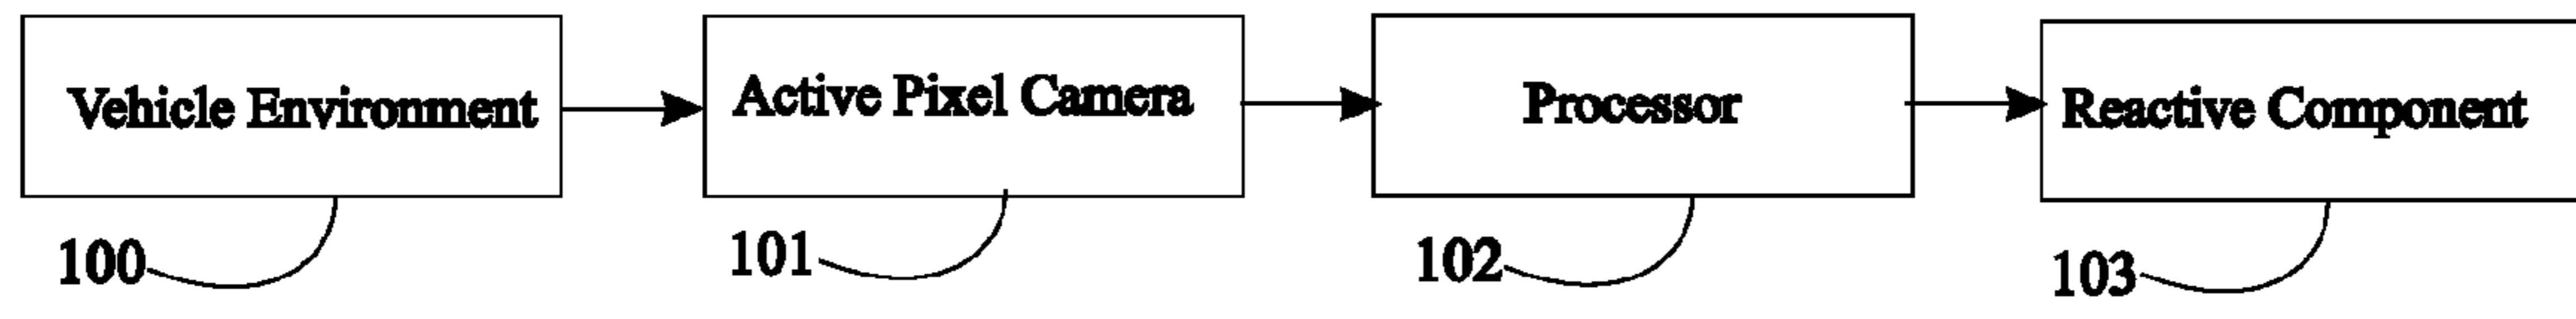 Vehicle Environment
Active Pixel Camera
Processor
Reactive Component
100
101
102
103